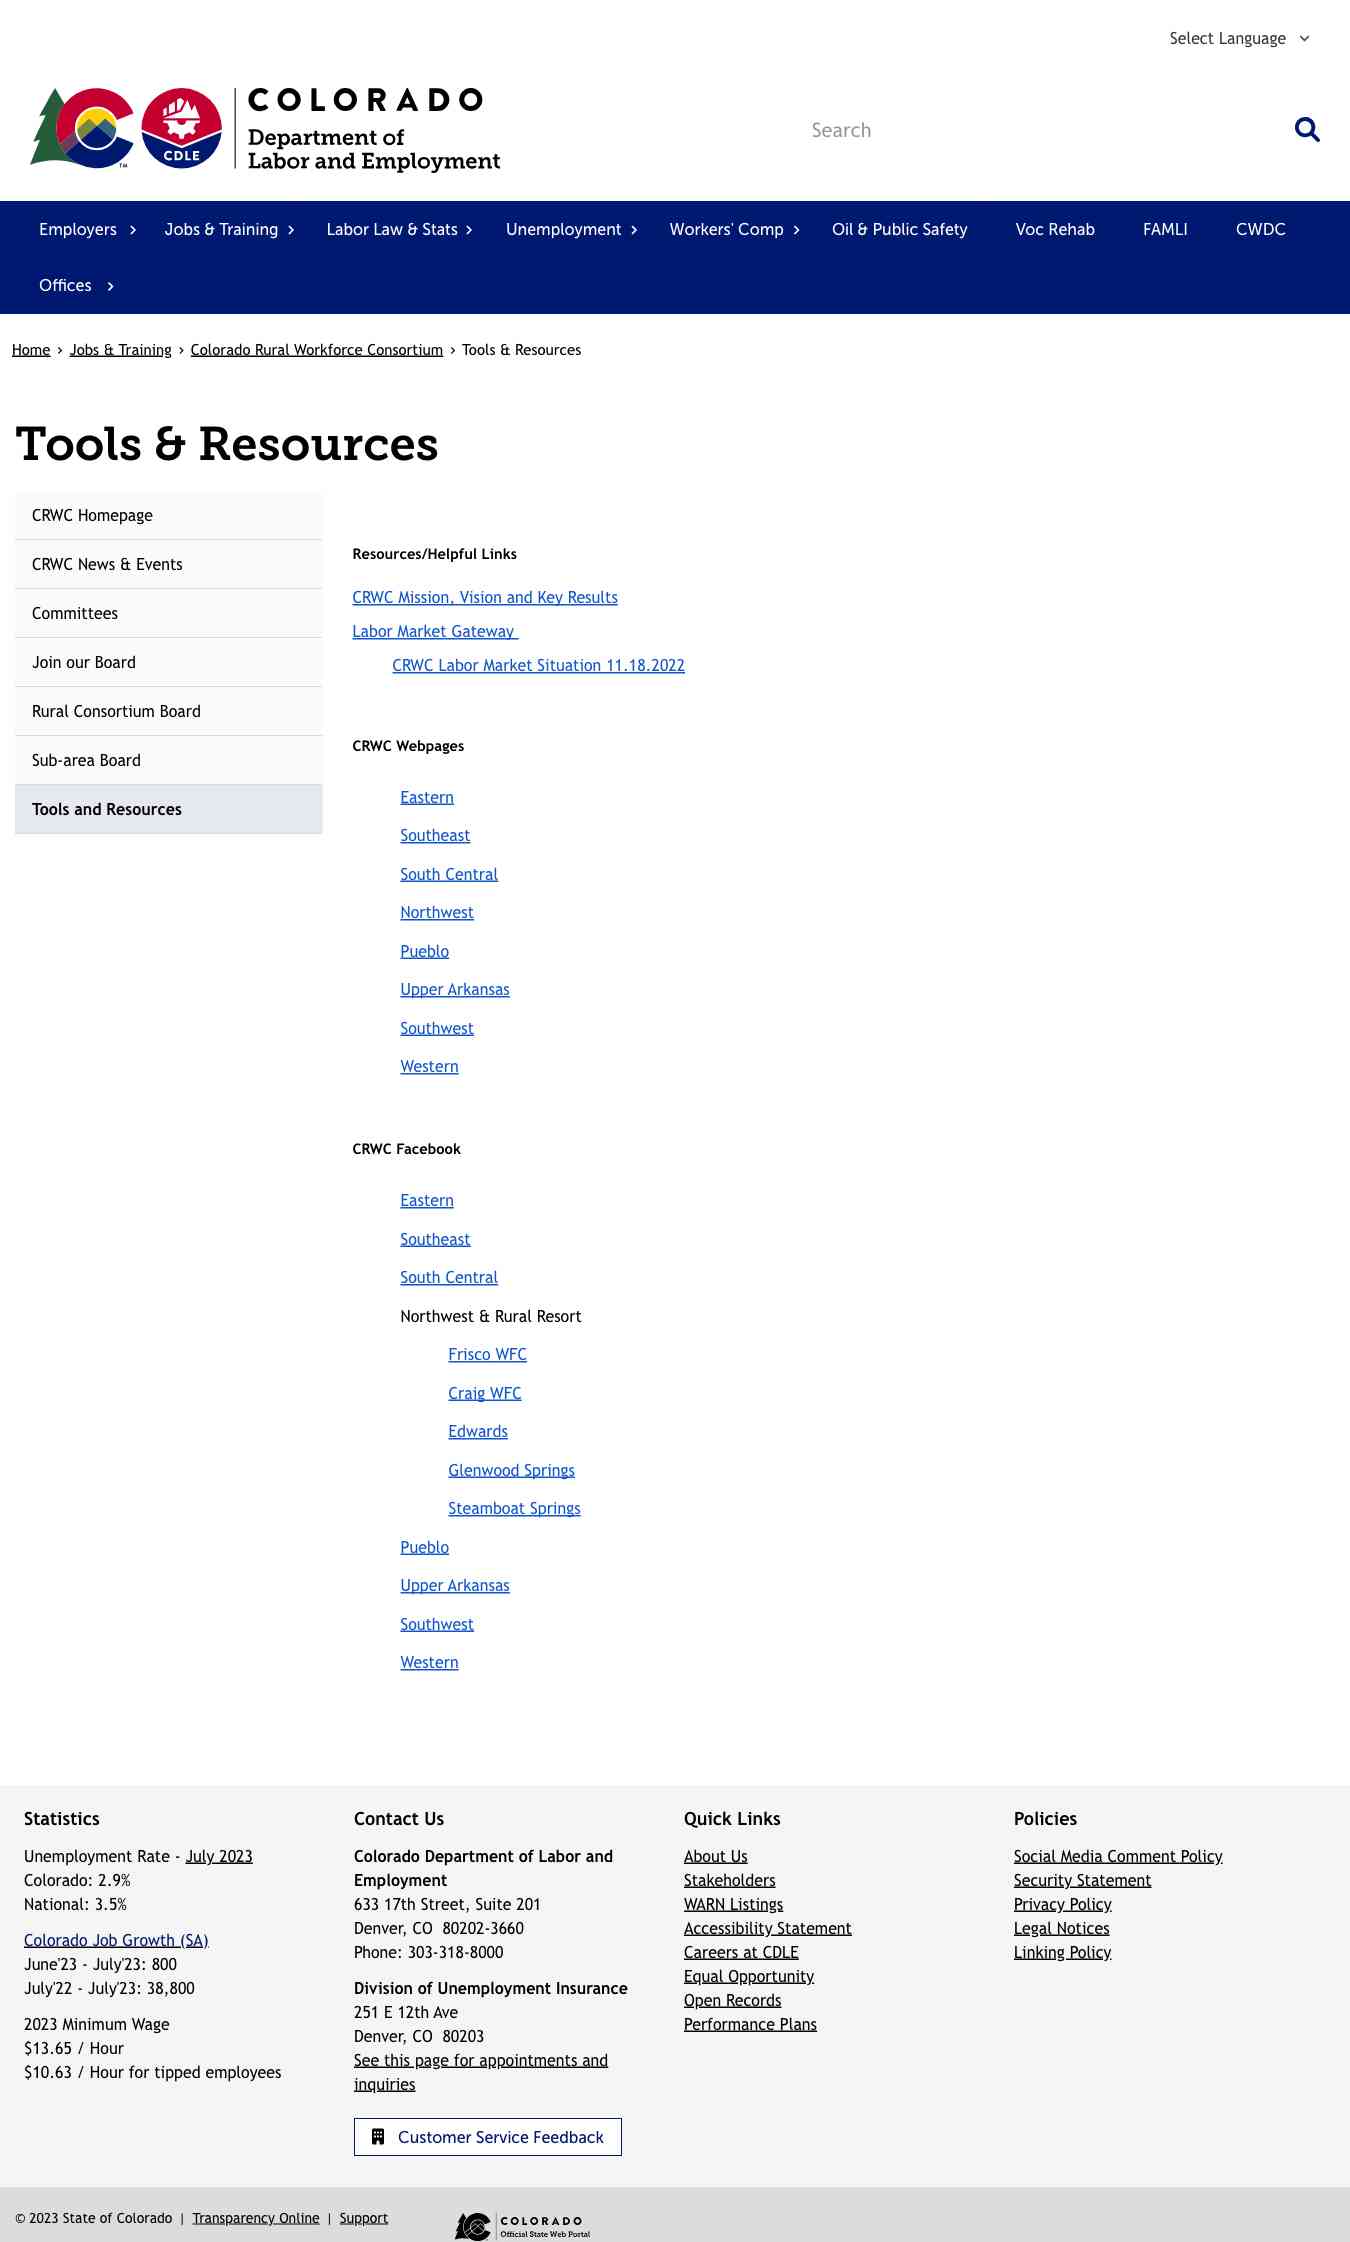 Select Language
COLORADO
Department of
Labor and Employment
CDLE
TM
Search
Employers
Jobs & Training
Labor Law & Stats
Unemployment
Workers' Comp
Oil & Public Safety
Voc Rehab
FAMLI
CWDC
Offices
Home › Jobs & Training › Colorado Rural Workforce Consortium › Tools & Resources
Tools & Resources
CRWC Homepage
CRWC News & Events
Committees
Join our Board
Rural Consortium Board
Sub-area Board
Tools and Resources
Resources/Helpful Links
CRWC Mission, Vision and Key Results
Labor Market Gateway
CRWC Labor Market Situation 11.18.2022
CRWC Webpages
Eastern
Southeast
South Central
Northwest
Pueblo
Upper Arkansas
Southwest
Western
CRWC Facebook
Eastern
Southeast
South Central
Northwest & Rural Resort
Frisco WFC
Craig WFC
Edwards
Glenwood Springs
Steamboat Springs
Pueblo
Upper Arkansas
Southwest
Western
Statistics
Unemployment Rate - July 2023
Colorado: 2.9%
National: 3.5%
Colorado Job Growth (SA)
June'23 - July'23: 800
July'22 - July'23: 38,800
2023 Minimum Wage
$13.65 / Hour
$10.63 / Hour for tipped employees
Contact Us
Colorado Department of Labor and
Employment
633 17th Street, Suite 201
Denver, CO  80202-3660
Phone: 303-318-8000
Division of Unemployment Insurance
251 E 12th Ave
Denver, CO  80203
See this page for appointments and
inquiries
Customer Service Feedback
Quick Links
About Us
Stakeholders
WARN Listings
Accessibility Statement
Careers at CDLE
Equal Opportunity
Open Records
Performance Plans
Policies
Social Media Comment Policy
Security Statement
Privacy Policy
Legal Notices
Linking Policy
© 2023 State of Colorado | Transparency Online | Support
COLORADO
Official State Web Portal